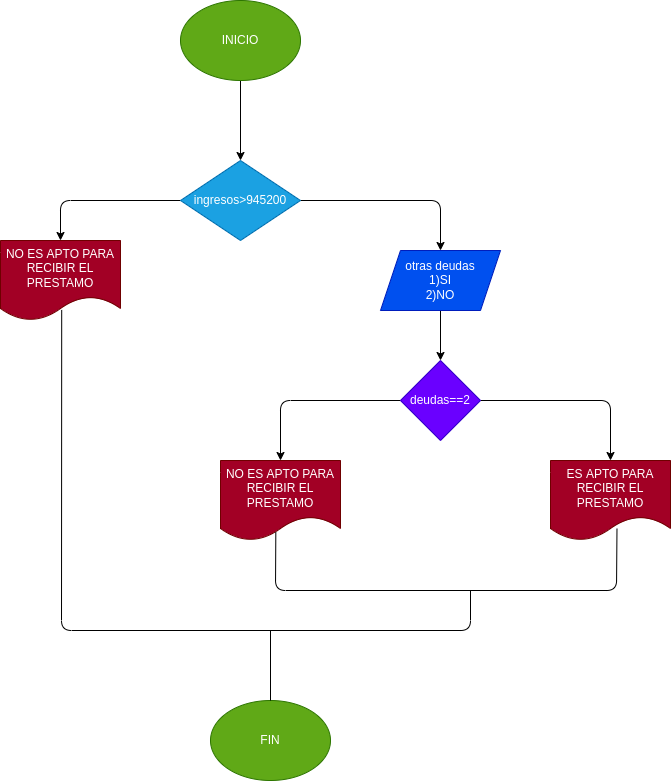 INICIO
ingresos>945200
NO ES APTO PARA
RECIBIR EL
PRESTAMO
otras deudas
1)SI
2)NO
deudas==2
NO ES APTO PARA
RECIBIR EL
PRESTAMO
ES APTO PARA
RECIBIR EL
PRESTAMO
FIN